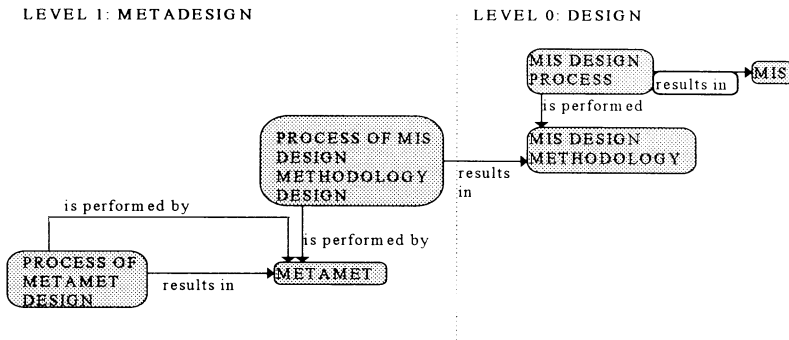 LEVEL 1: METADESIGN
LEVEL 0: DESIGN
MIS DESIGN
PROCESS
results in
MIS
is performed
MIS DESIGN
METHODOLOGY
PROCESS OF MIS
DESIGN
METHODOLOGY
DESIGN
results
in
is performed by
is performed by
PROCESS OF
METAMET
DESIGN
results in
METAMET